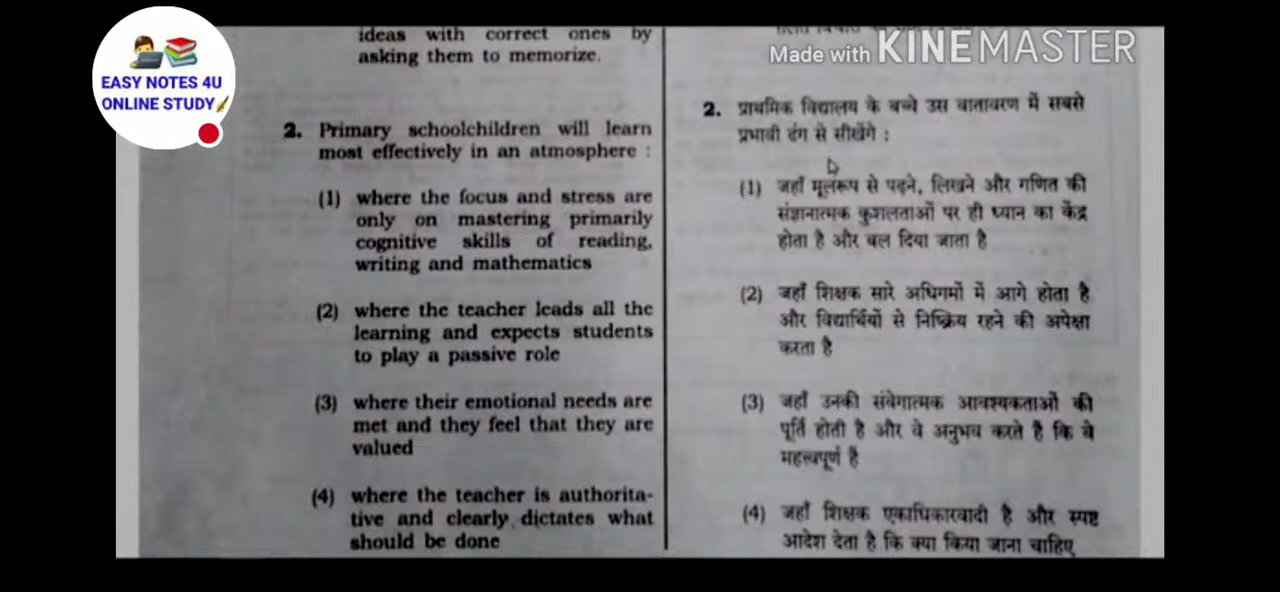 EASY NOTES 4U
ONLINE STUDY
Made with KINEMASTER
ideas with correct ones by
asking them to memorize.
2. Primary schoolchildren will learn
most effectively in an atmosphere :
(1) where the focus and stress are
only on mastering primarily
cognitive skills of reading,
writing and mathematics
(2) where the teacher leads all the
learning and expects students
to play a passive role
(3) where their emotional needs are
met and they feel that they are
valued
(4) where the teacher is authorita-
tive and clearly dictates what
should be done
2. प्राथमिक विद्यालय के बच्चे उस वातावरण में सबसे
प्रभावी ढंग से सीखेंगे :
(1) जहाँ मूलरूप से पढ़ने, लिखने और गणित की
संज्ञानात्मक कुशलताओं पर ही ध्यान का केंद्र
होता है और बल दिया जाता है
(2) जहाँ शिक्षक सारे अधिगमों में आगे होता है
और विद्यार्थियों से निष्क्रिय रहने की अपेक्षा
करता है
(3) जहाँ उनकी संवेगात्मक आवश्यकताओं की
पूर्ति होती है और वे अनुभव करते हैं कि वे
महत्त्वपूर्ण हैं
(4) जहाँ शिक्षक एकाधिकारवादी है और स्पष्ट
आदेश देता है कि क्या किया जाना चाहिए